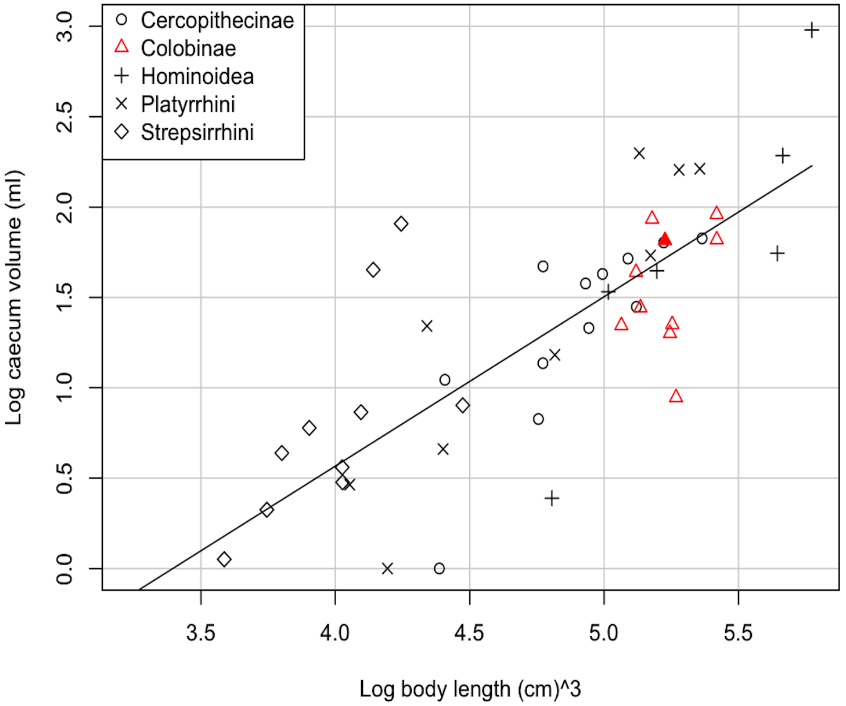 Cercopithecinae
Colobinae
Hominoidea
Platyrrhini
Strepsirrhini
3.0
2.5
2.0
1.5
1.0
0.5
0.0
Log caecum volume (ml)
3.5 4.0 4.5 5.0 5.5
Log body length (cm)^3